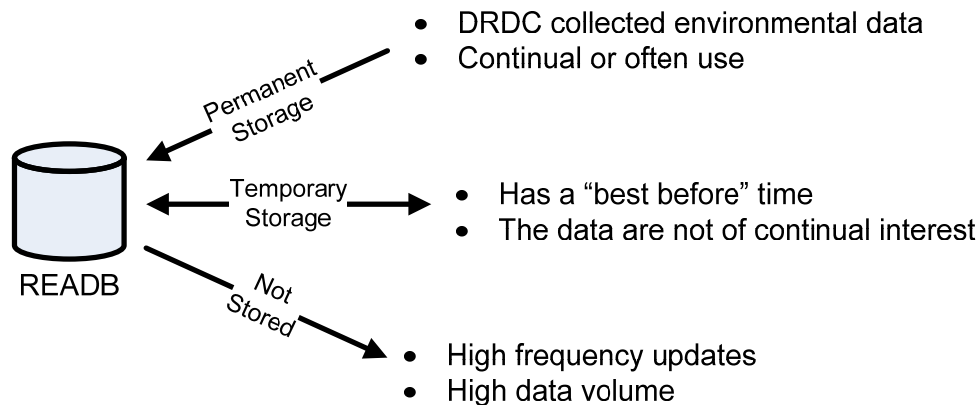 • DRDC collected environmental data
• Continual or often use
Permanent
Storage
Temporary
Storage
• Has a “best before” time
• The data are not of continual interest
READB
Not
Stored
• High frequency updates
• High data volume